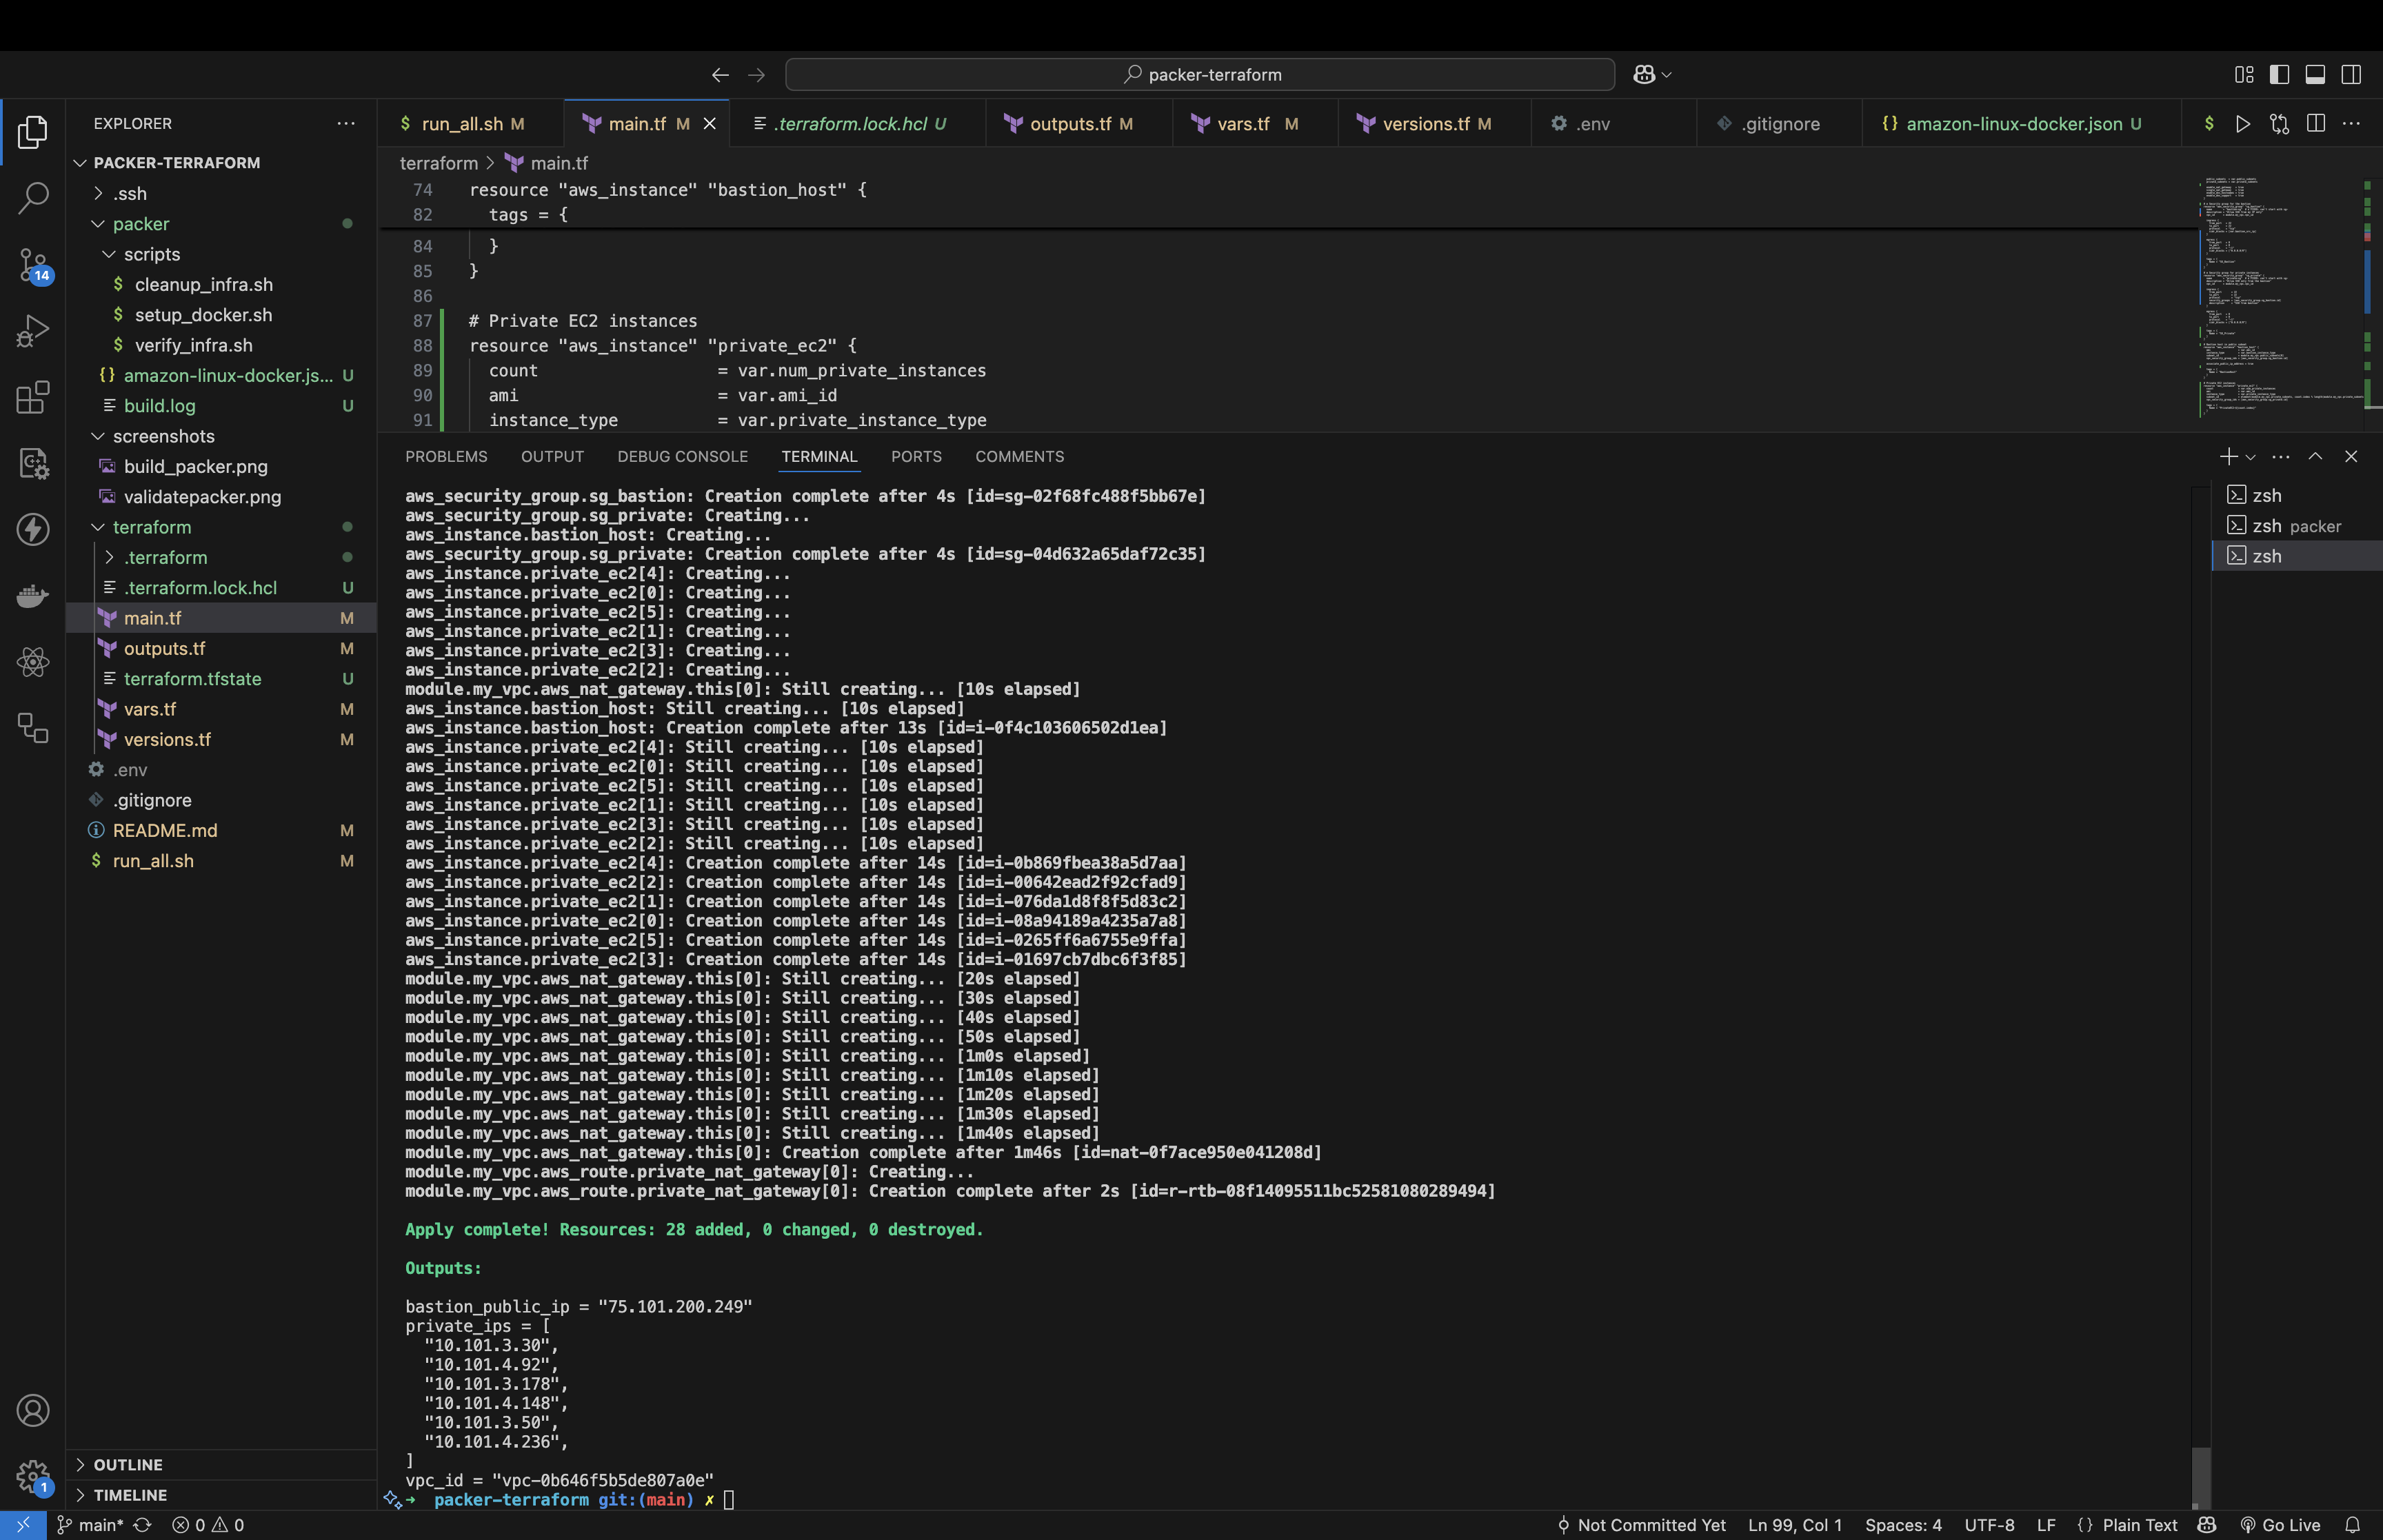 packer-terraform
EXPLORER
PACKER-TERRAFORM
.ssh
packer
scripts
$ cleanup_infra.sh
$ setup_docker.sh
$ verify_infra.sh
{} amazon-linux-docker.js... U
build.log U
screenshots
build_packer.png
validatepacker.png
terraform
.terraform
.terraform.lock.hcl U
main.tf M
outputs.tf M
terraform.tfstate U
vars.tf M
versions.tf M
.env
.gitignore
README.md M
$ run_all.sh M
OUTLINE
TIMELINE
14
1
$ run_all.sh M
main.tf M
.terraform.lock.hcl U
outputs.tf M
vars.tf M
versions.tf M
.env
.gitignore
{} amazon-linux-docker.json U
$
terraform > main.tf
74 resource "aws_instance" "bastion_host" {
82 tags = {
84 }
85 }
86
87 # Private EC2 instances
88 resource "aws_instance" "private_ec2" {
89 count = var.num_private_instances
90 ami = var.ami_id
91 instance_type = var.private_instance_type
PROBLEMS OUTPUT DEBUG CONSOLE TERMINAL PORTS COMMENTS
zsh
zsh packer
zsh
aws_security_group.sg_bastion: Creation complete after 4s [id=sg-02f68fc488f5bb67e]
aws_security_group.sg_private: Creating...
aws_instance.bastion_host: Creating...
aws_security_group.sg_private: Creation complete after 4s [id=sg-04d632a65daf72c35]
aws_instance.private_ec2[4]: Creating...
aws_instance.private_ec2[0]: Creating...
aws_instance.private_ec2[5]: Creating...
aws_instance.private_ec2[1]: Creating...
aws_instance.private_ec2[3]: Creating...
aws_instance.private_ec2[2]: Creating...
module.my_vpc.aws_nat_gateway.this[0]: Still creating... [10s elapsed]
aws_instance.bastion_host: Still creating... [10s elapsed]
aws_instance.bastion_host: Creation complete after 13s [id=i-0f4c103606502d1ea]
aws_instance.private_ec2[4]: Still creating... [10s elapsed]
aws_instance.private_ec2[0]: Still creating... [10s elapsed]
aws_instance.private_ec2[5]: Still creating... [10s elapsed]
aws_instance.private_ec2[1]: Still creating... [10s elapsed]
aws_instance.private_ec2[3]: Still creating... [10s elapsed]
aws_instance.private_ec2[2]: Still creating... [10s elapsed]
aws_instance.private_ec2[4]: Creation complete after 14s [id=i-0b869fbea38a5d7aa]
aws_instance.private_ec2[2]: Creation complete after 14s [id=i-00642ead2f92cfad9]
aws_instance.private_ec2[1]: Creation complete after 14s [id=i-076da1d8f8f5d83c2]
aws_instance.private_ec2[0]: Creation complete after 14s [id=i-08a94189a4235a7a8]
aws_instance.private_ec2[5]: Creation complete after 14s [id=i-0265ff6a6755e9ffa]
aws_instance.private_ec2[3]: Creation complete after 14s [id=i-01697cb7dbc6f3f85]
module.my_vpc.aws_nat_gateway.this[0]: Still creating... [20s elapsed]
module.my_vpc.aws_nat_gateway.this[0]: Still creating... [30s elapsed]
module.my_vpc.aws_nat_gateway.this[0]: Still creating... [40s elapsed]
module.my_vpc.aws_nat_gateway.this[0]: Still creating... [50s elapsed]
module.my_vpc.aws_nat_gateway.this[0]: Still creating... [1m0s elapsed]
module.my_vpc.aws_nat_gateway.this[0]: Still creating... [1m10s elapsed]
module.my_vpc.aws_nat_gateway.this[0]: Still creating... [1m20s elapsed]
module.my_vpc.aws_nat_gateway.this[0]: Still creating... [1m30s elapsed]
module.my_vpc.aws_nat_gateway.this[0]: Still creating... [1m40s elapsed]
module.my_vpc.aws_nat_gateway.this[0]: Creation complete after 1m46s [id=nat-0f7ace950e041208d]
module.my_vpc.aws_route.private_nat_gateway[0]: Creating...
module.my_vpc.aws_route.private_nat_gateway[0]: Creation complete after 2s [id=r-rtb-08f14095511bc52581080289494]
Apply complete! Resources: 28 added, 0 changed, 0 destroyed.
Outputs:
bastion_public_ip = "75.101.200.249"
private_ips = [
"10.101.3.30",
"10.101.4.92",
"10.101.3.178",
"10.101.4.148",
"10.101.3.50",
"10.101.4.236",
]
vpc_id = "vpc-0b646f5b5de807a0e"
➜ packer-terraform git:(main) ✗
main* 0 0
Not Committed Yet Ln 99, Col 1 Spaces: 4 UTF-8 LF {} Plain Text Go Live